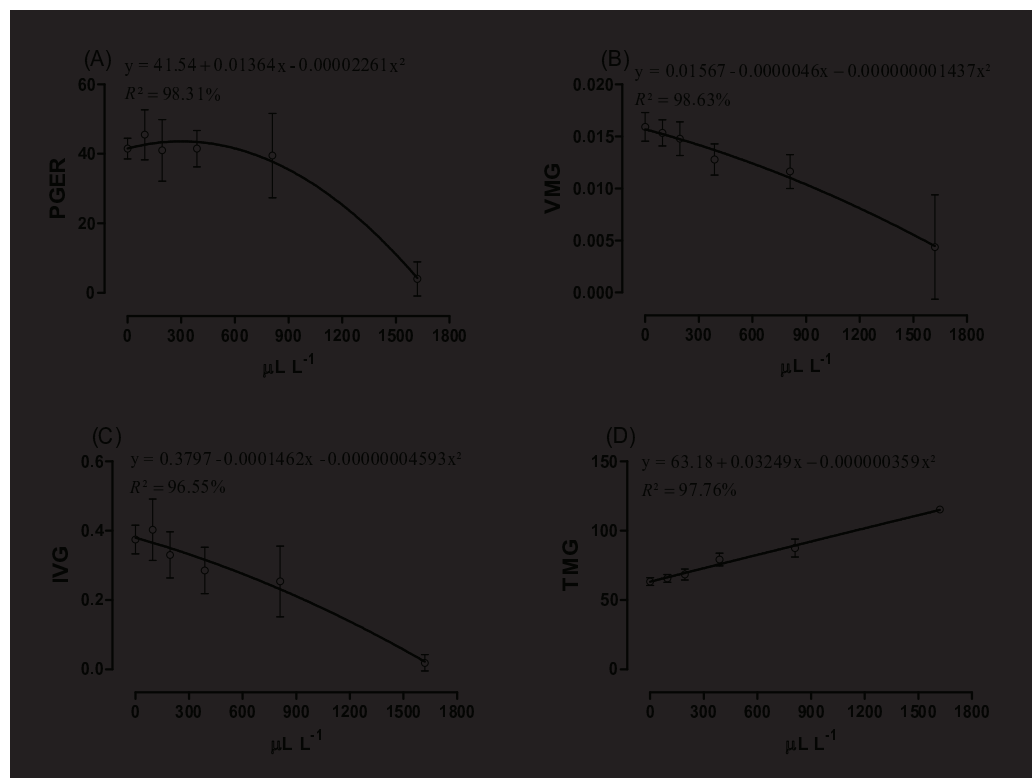 (A)
y = 41.54 + 0.01364x - 0.00002261x²
R² = 98.31%
60
40
20
0
PGER
0 300 600 900 1200 1500 1800
μL L⁻¹
(B)
y = 0.01567 - 0.0000046x − 0.000000001437x²
R² = 98.63%
0.020
0.015
0.010
0.005
0.000
VMG
0 300 600 900 1200 1500 1800
μL L⁻¹
(C)
y = 0.3797 - 0.0001462x - 0.00000004593x²
R² = 96.55%
0.6
0.4
0.2
0.0
IVG
0 300 600 900 1200 1500 1800
μL L⁻¹
(D)
y = 63.18 + 0.03249x − 0.000000359x²
R² = 97.76%
150
100
50
0
TMG
0 300 600 900 1200 1500 1800
μL L⁻¹